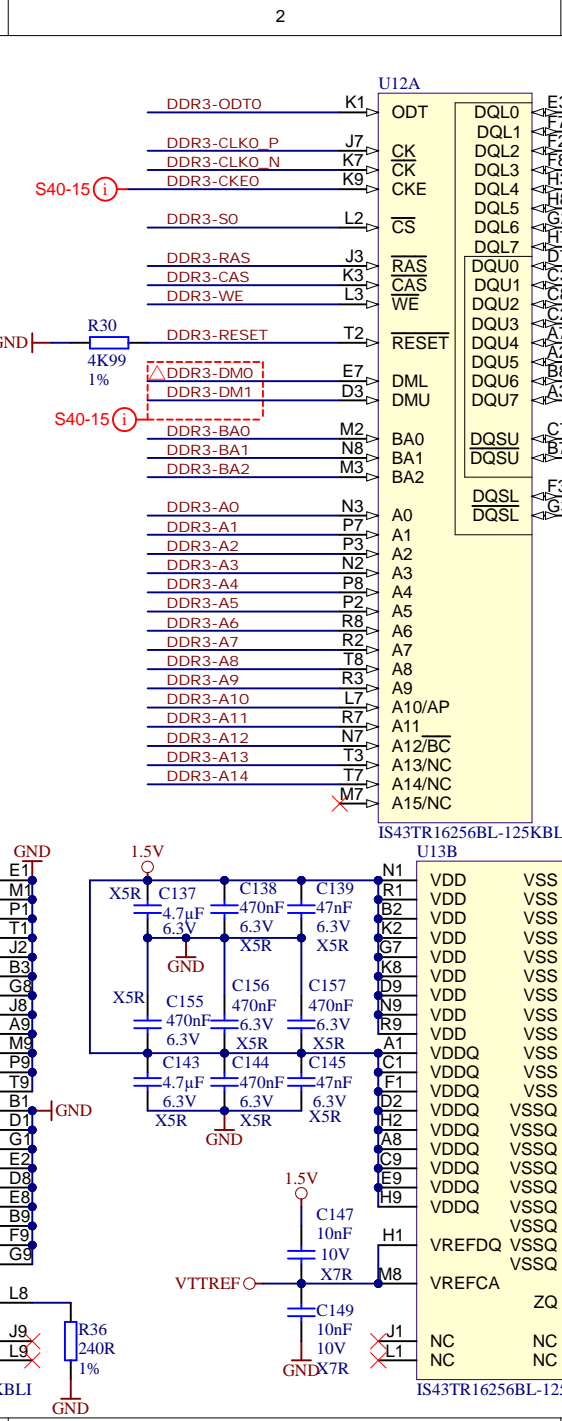 2
U12A
DDR3-ODT0 K1 ODT DQL0 E3
DQL1 F7
DDR3-CLK0_P J7 CK DQL2 F2
DDR3-CLK0_N K7 CK DQL3 F8
S40-15 i DDR3-CKE0 K9 CKE DQL4 H3
DQL5 H8
DDR3-S0 L2 CS DQL6
DQL7
DDR3-RAS J3 RAS DQU0
DDR3-CAS K3 CAS DQU1
DDR3-WE L3 WE DQU2
DQU3
GND R30 DDR3-RESET T2 RESET DQU4
4K99 DQU5
1%
DDR3-DM0 E7 DML DQU6 B8
DDR3-DM1 D3 DMU DQU7 A3
S40-15 i
DDR3-BA0 M2 BA0 DQSU
DDR3-BA1 N8 BA1 DQSU
DDR3-BA2 M3 BA2
DQSL F3
DDR3-A0 N3 A0 DQSL
DDR3-A1 P7 A1
DDR3-A2 P3 A2
DDR3-A3 N2 A3
DDR3-A4 P8 A4
DDR3-A5 P2 A5
DDR3-A6 R8 A6
DDR3-A7 R2 A7
DDR3-A8 T8 A8
DDR3-A9 R3 A9
DDR3-A10 L7 A10/AP
DDR3-A11 R7 A11
DDR3-A12 N7 A12/BC
DDR3-A13 T3 A13/NC
DDR3-A14 T7 A14/NC
M7 A15/NC
IS43TR16256BL-125KBL
GND
E1
M1
P1
T1
J2
B3
G8
J8
A9
M9
P9
T9
B1 GND
D1
G1
E2
D8
E8
B9
F9
G9
L8
R36
240R
1%
GND
J9
L9
KBLI
1.5V
X5R C137
4.7µF
6.3V
C138
470nF
6.3V
X5R
C139
47nF
6.3V
X5R
GND
X5R
C155
470nF
6.3V
C156
470nF
6.3V
X5R
C157
470nF
6.3V
X5R
C143
4.7µF
6.3V
X5R
C144
470nF
6.3V
X5R
C145
47nF
6.3V
X5R
GND
1.5V
C147
10nF
10V
X7R
VTTREF
C149
10nF
10V
X7R
GND
U13B
N1 VDD VSS
R1 VDD VSS
B2 VDD VSS
K2 VDD VSS
G7 VDD VSS
K8 VDD VSS
D9 VDD VSS
N9 VDD VSS
R9 VDD VSS
A1 VDDQ VSS
C1 VDDQ VSS
F1 VDDQ VSS
D2 VDDQ VSSQ
H2 VDDQ VSSQ
A8 VDDQ VSSQ
C9 VDDQ VSSQ
E9 VDDQ VSSQ
H9 VDDQ VSSQ
VSSQ
H1 VREFDQ VSSQ
VSSQ
M8 VREFCA
ZQ
J1 NC NC
L1 NC NC
IS43TR16256BL-125